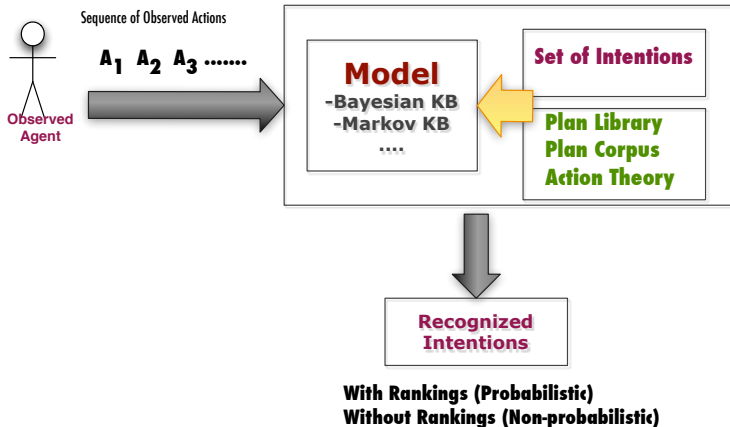 Sequence of Observed Actions
A1 A2 A3 .......
Observed
Agent
Model
-Bayesian KB
-Markov KB
....
Set of Intentions
Plan Library
Plan Corpus
Action Theory
Recognized
Intentions
With Rankings (Probabilistic)
Without Rankings (Non-probabilistic)